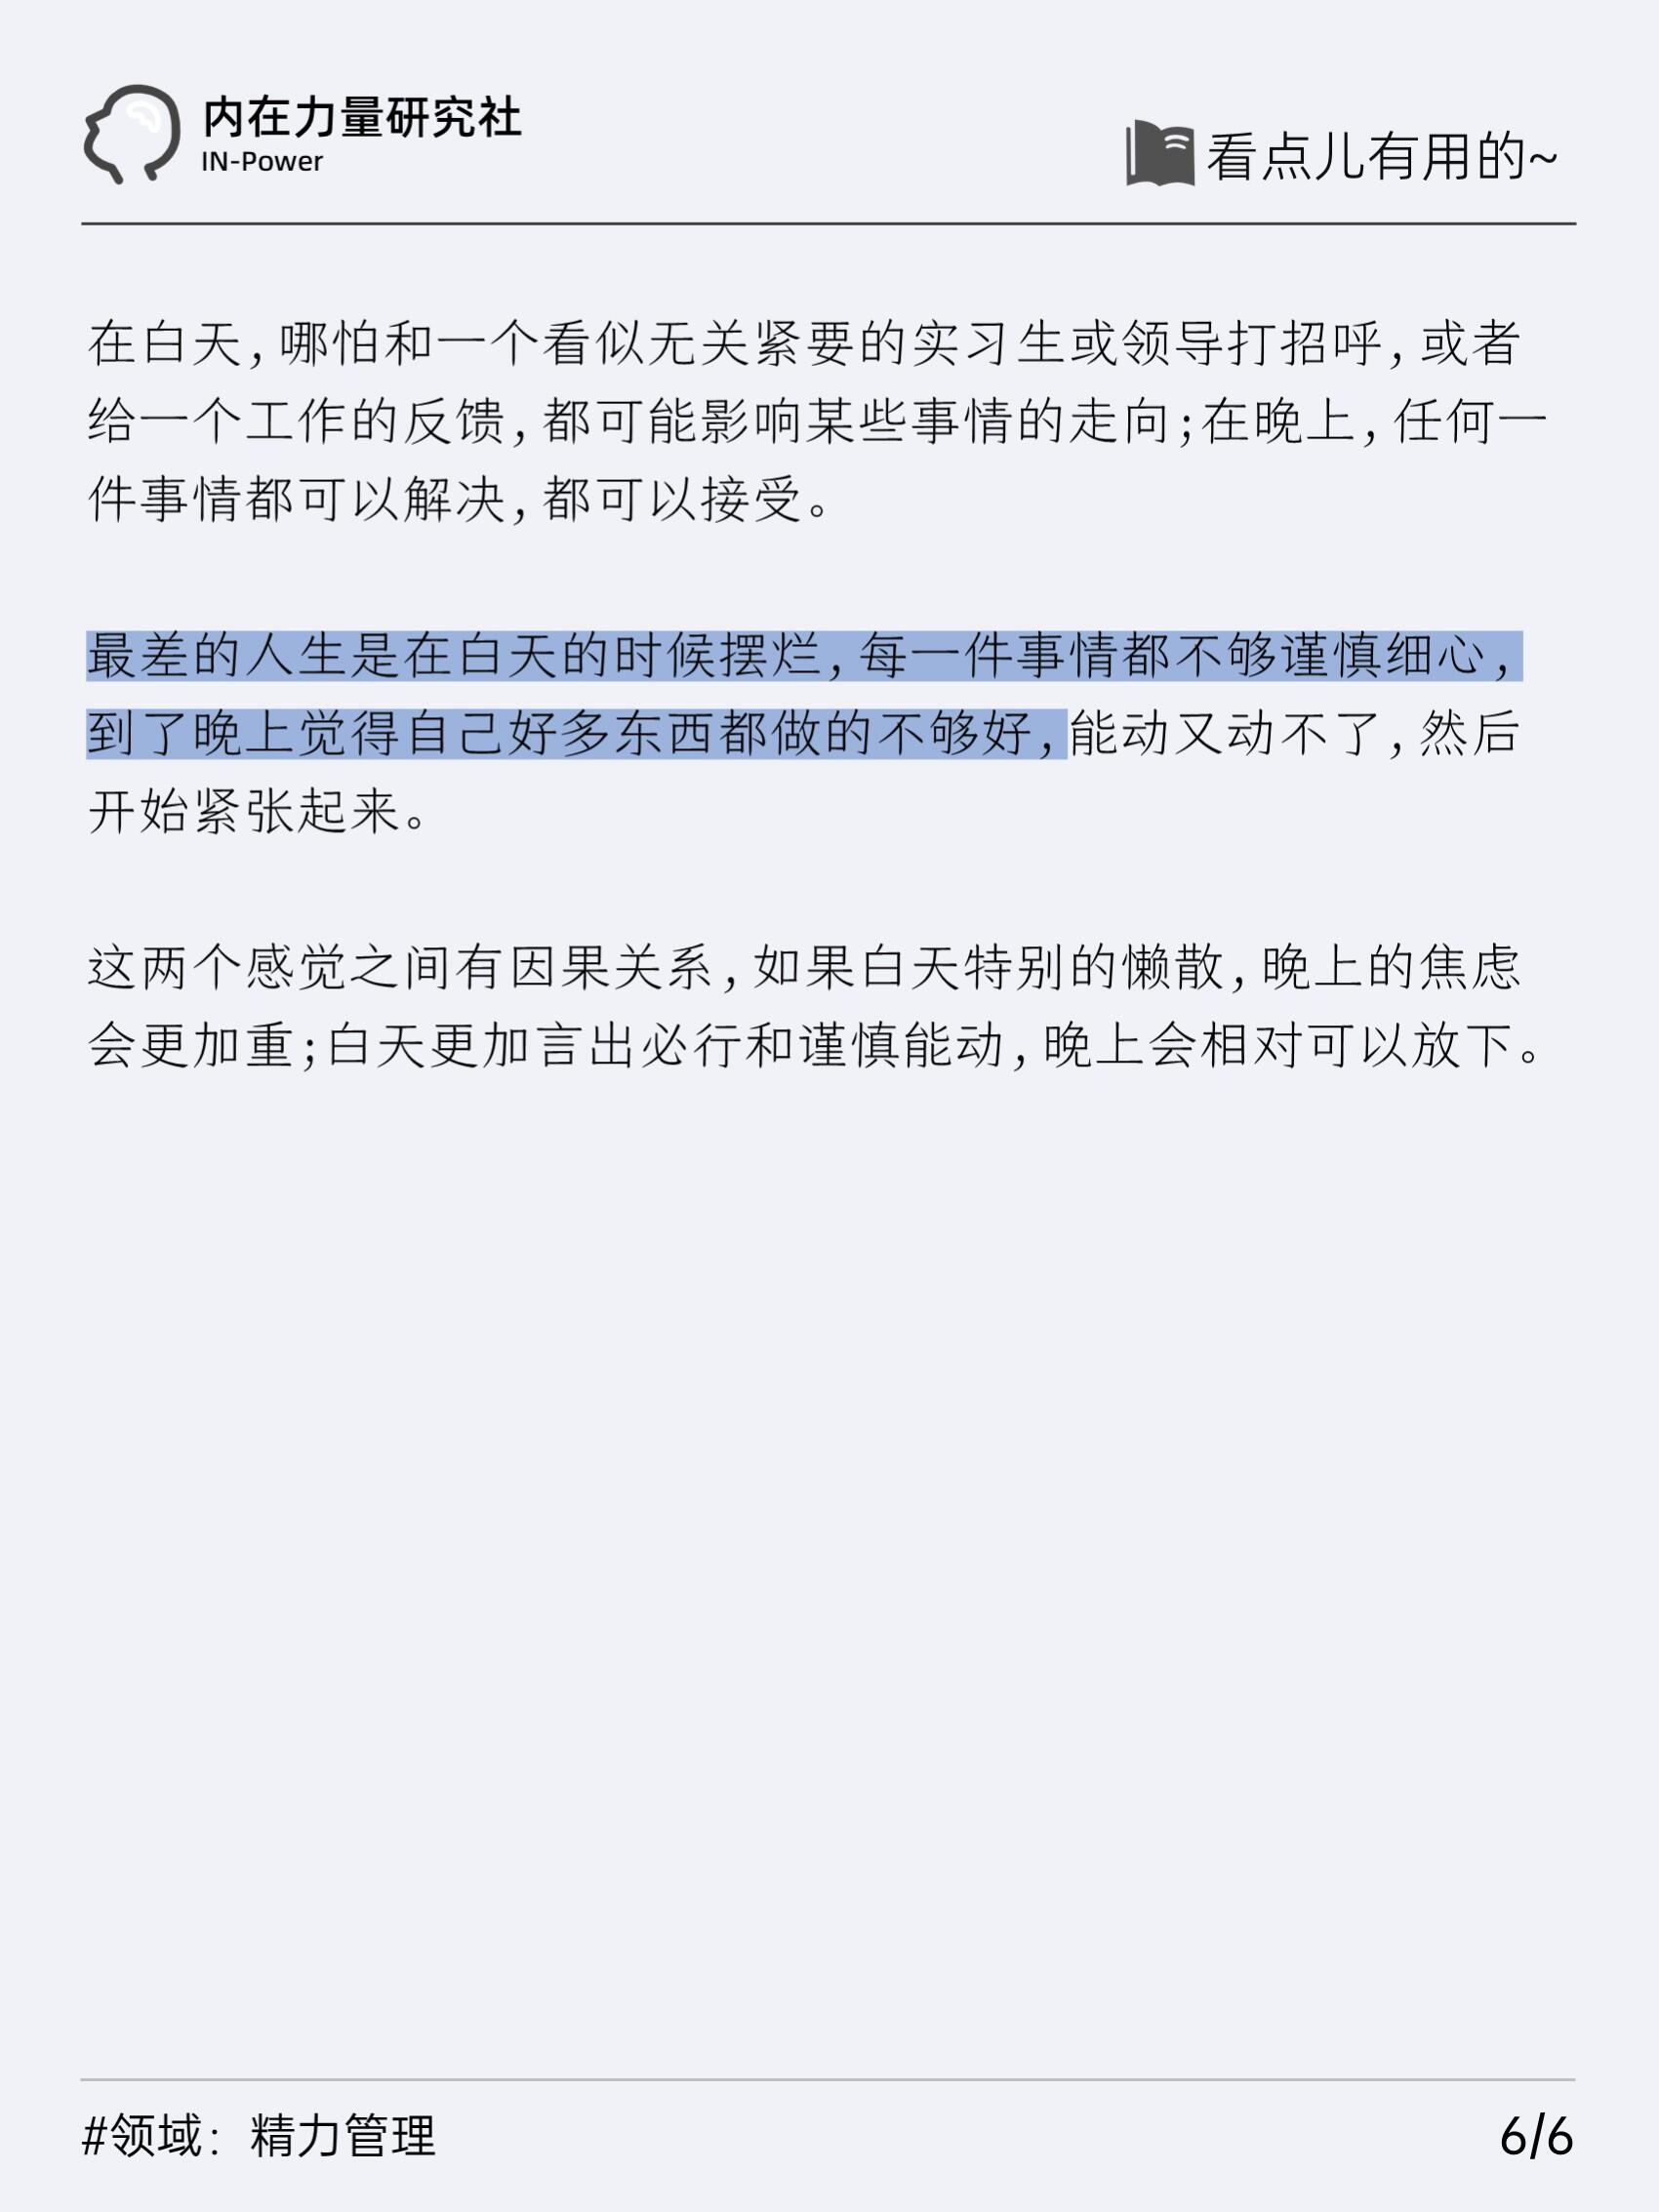 内在力量研究社
IN-Power
看点儿有用的~
在白天，哪怕和一个看似无关紧要的实习生或领导打招呼，或者
给一个工作的反馈，都可能影响某些事情的走向；在晚上，任何一
件事情都可以解决，都可以接受。
最差的人生是在白天的时候摆烂，每一件事情都不够谨慎细心，
到了晚上觉得自己好多东西都做的不够好，能动又动不了，然后
开始紧张起来。
这两个感觉之间有因果关系，如果白天特别的懒散，晚上的焦虑
会更加重；白天更加言出必行和谨慎能动，晚上会相对可以放下。
#领域：精力管理
6/6